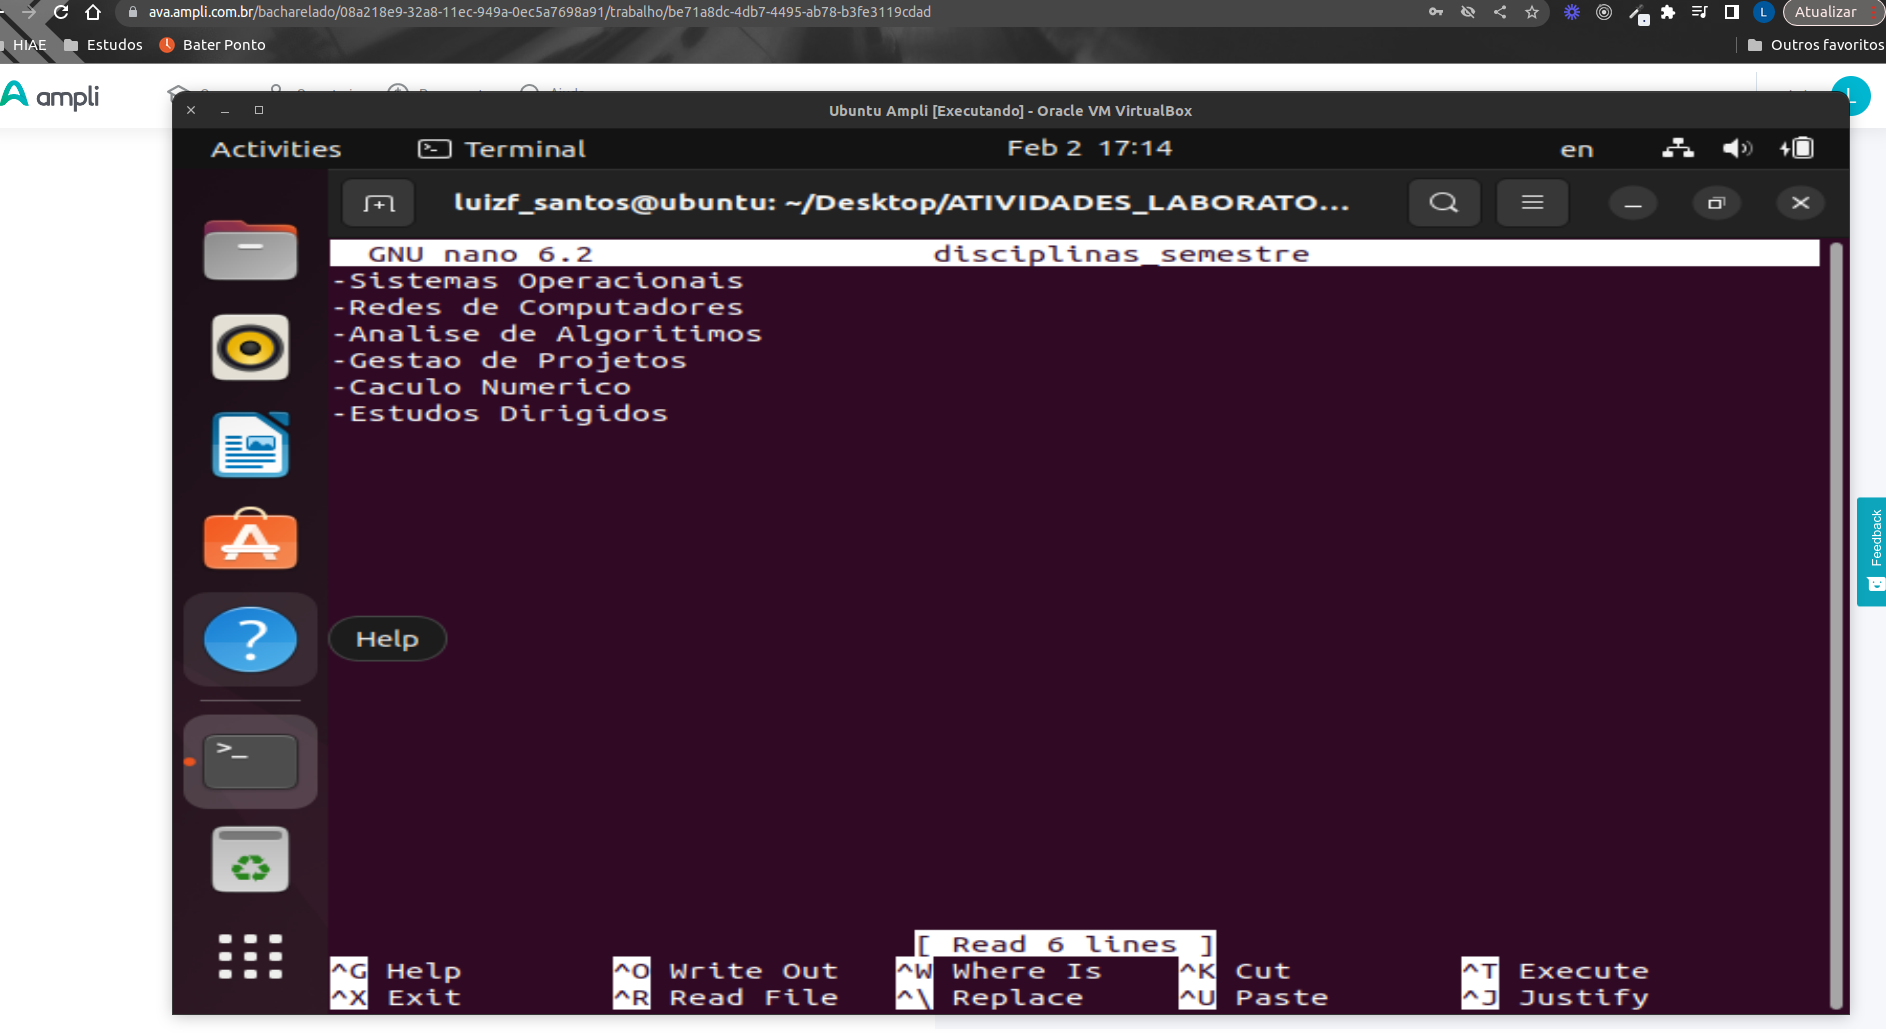 ava.ampli.com.br/bacharelado/08a218e9-32a8-11ec-949a-0ec5a7698a91/trabalho/be71a8dc-4db7-4495-ab78-b3fe3119cdad
L
Atualizar
HIAE
Estudos
Bater Ponto
Outros favoritos
ampli
L
Ubuntu Ampli [Executando] - Oracle VM VirtualBox
Activities
Terminal
Feb 2 17:14
en
luizf_santos@ubuntu: ~/Desktop/ATIVIDADES_LABORATO...
GNU nano 6.2 disciplinas_semestre
-Sistemas Operacionais
-Redes de Computadores
-Analise de Algoritimos
-Gestao de Projetos
-Caculo Numerico
-Estudos Dirigidos
Feedback
Help
[ Read 6 lines ]
^G Help ^O Write Out ^W Where Is ^K Cut ^T Execute
^X Exit ^R Read File ^\ Replace ^U Paste ^J Justify